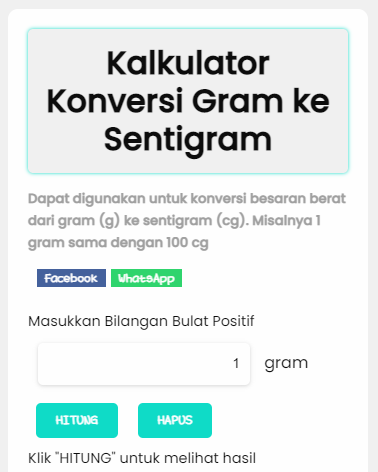 Kalkulator
Konversi Gram ke
Sentigram
Dapat digunakan untuk konversi besaran berat
dari gram (g) ke sentigram (cg). Misalnya 1
gram sama dengan 100 cg
Facebook WhatsApp
Masukkan Bilangan Bulat Positif
1 gram
HITUNG HAPUS
Klik "HITUNG" untuk melihat hasil